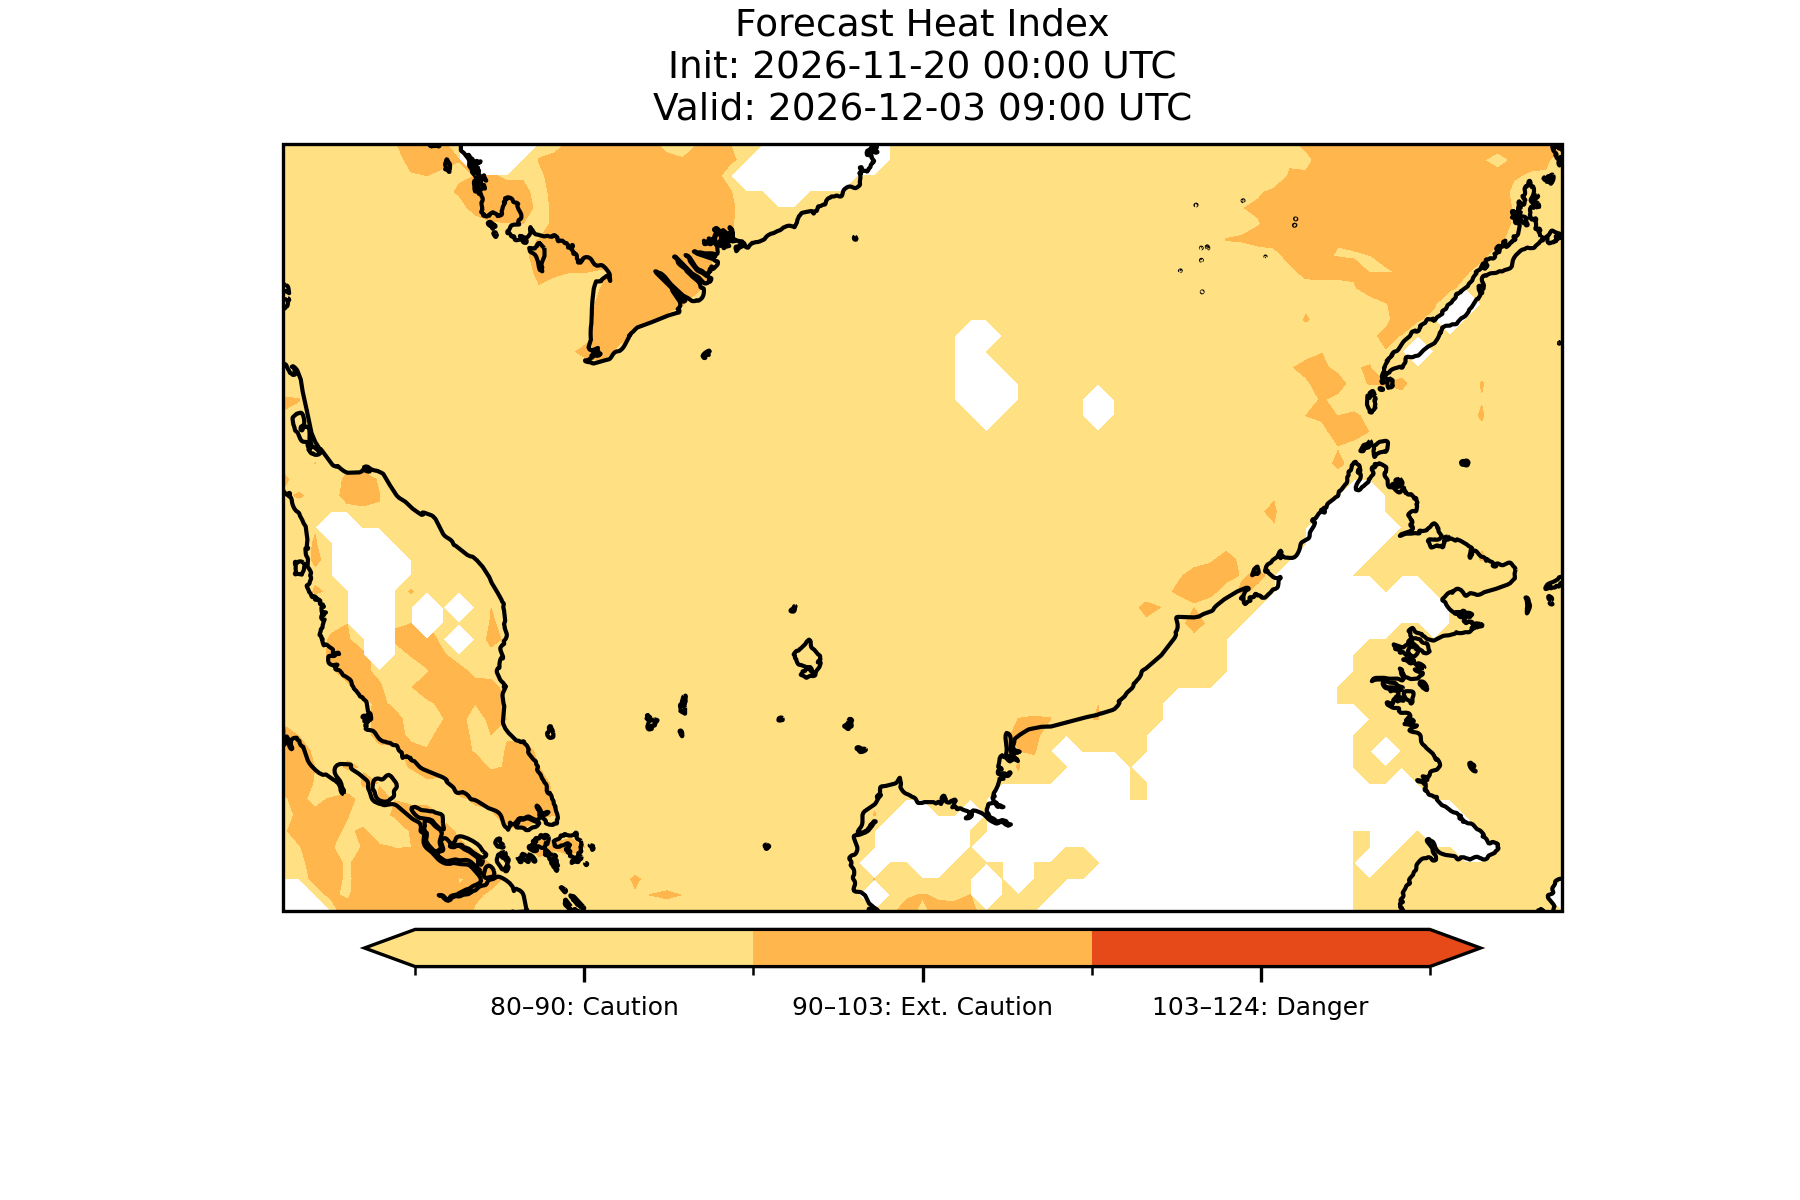 Forecast Heat Index
Init: 2026-11-20 00:00 UTC
Valid: 2026-12-03 09:00 UTC
80–90: Caution
90–103: Ext. Caution
103–124: Danger